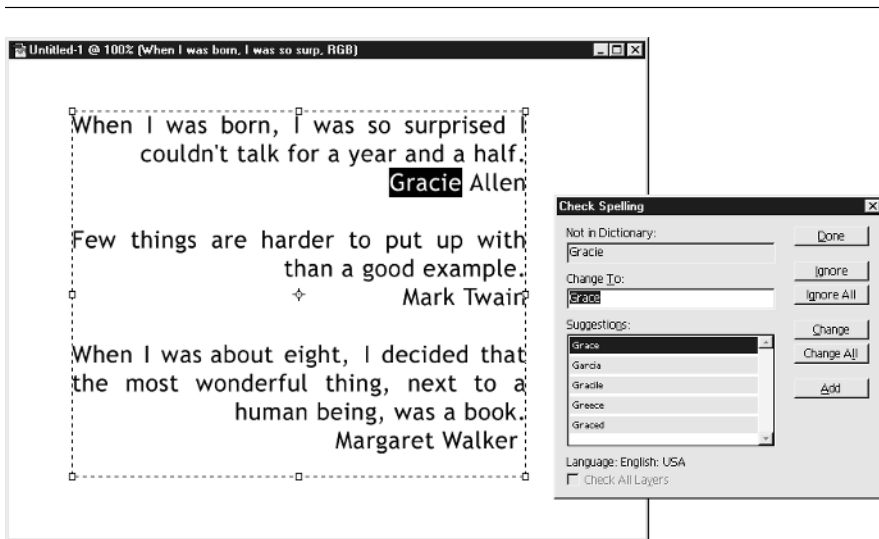 Untitled-1 @ 100% (When I was born, I was so surp, RGB)
When I was born, I was so surprised I
couldn't talk for a year and a half.
Gracie Allen
Few things are harder to put up with
than a good example.
Mark Twain
When I was about eight, I decided that
the most wonderful thing, next to a
human being, was a book.
Margaret Walker
Check Spelling
Not in Dictionary:
Gracie
Change To:
Grace
Suggestions:
Grace
Garcia
Gracile
Greece
Graced
Language: English: USA
Check All Layers
Done
Ignore
Ignore All
Change
Change All
Add